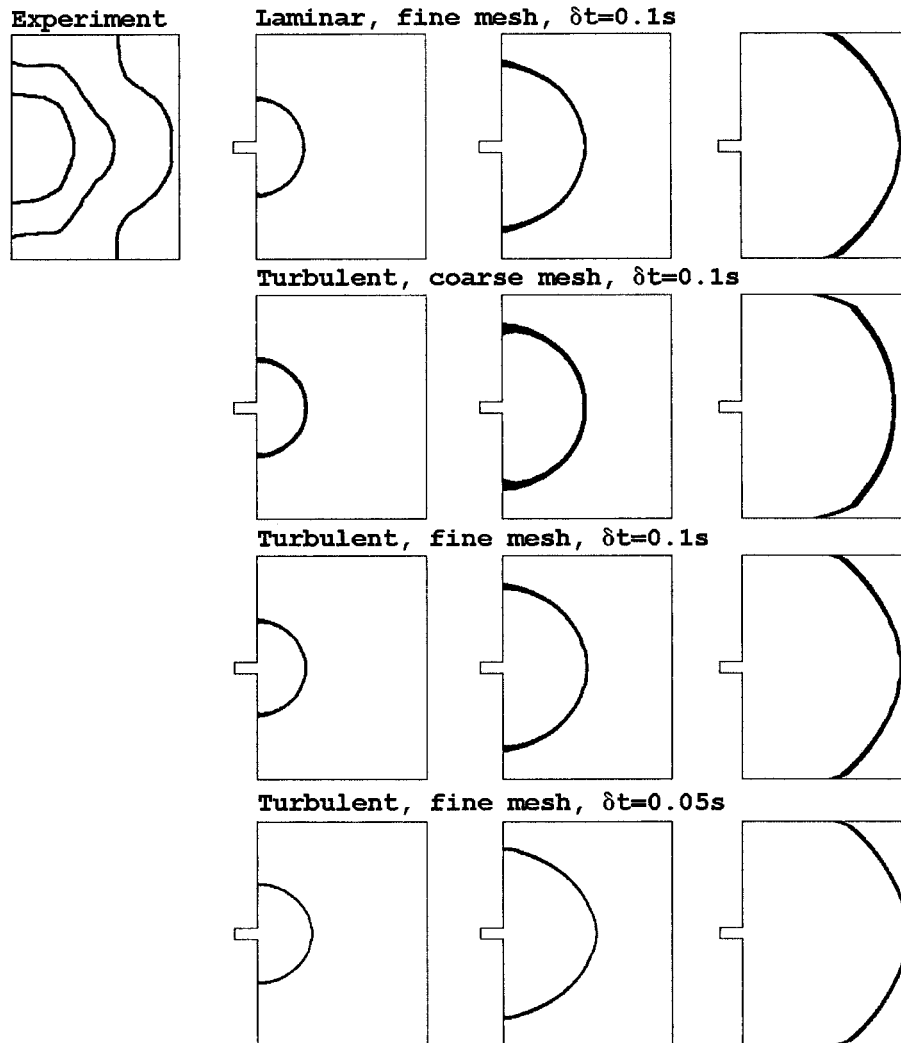 Experiment
Laminar, fine mesh, δt=0.1s
Turbulent, coarse mesh, δt=0.1s
Turbulent, fine mesh, δt=0.1s
Turbulent, fine mesh, δt=0.05s